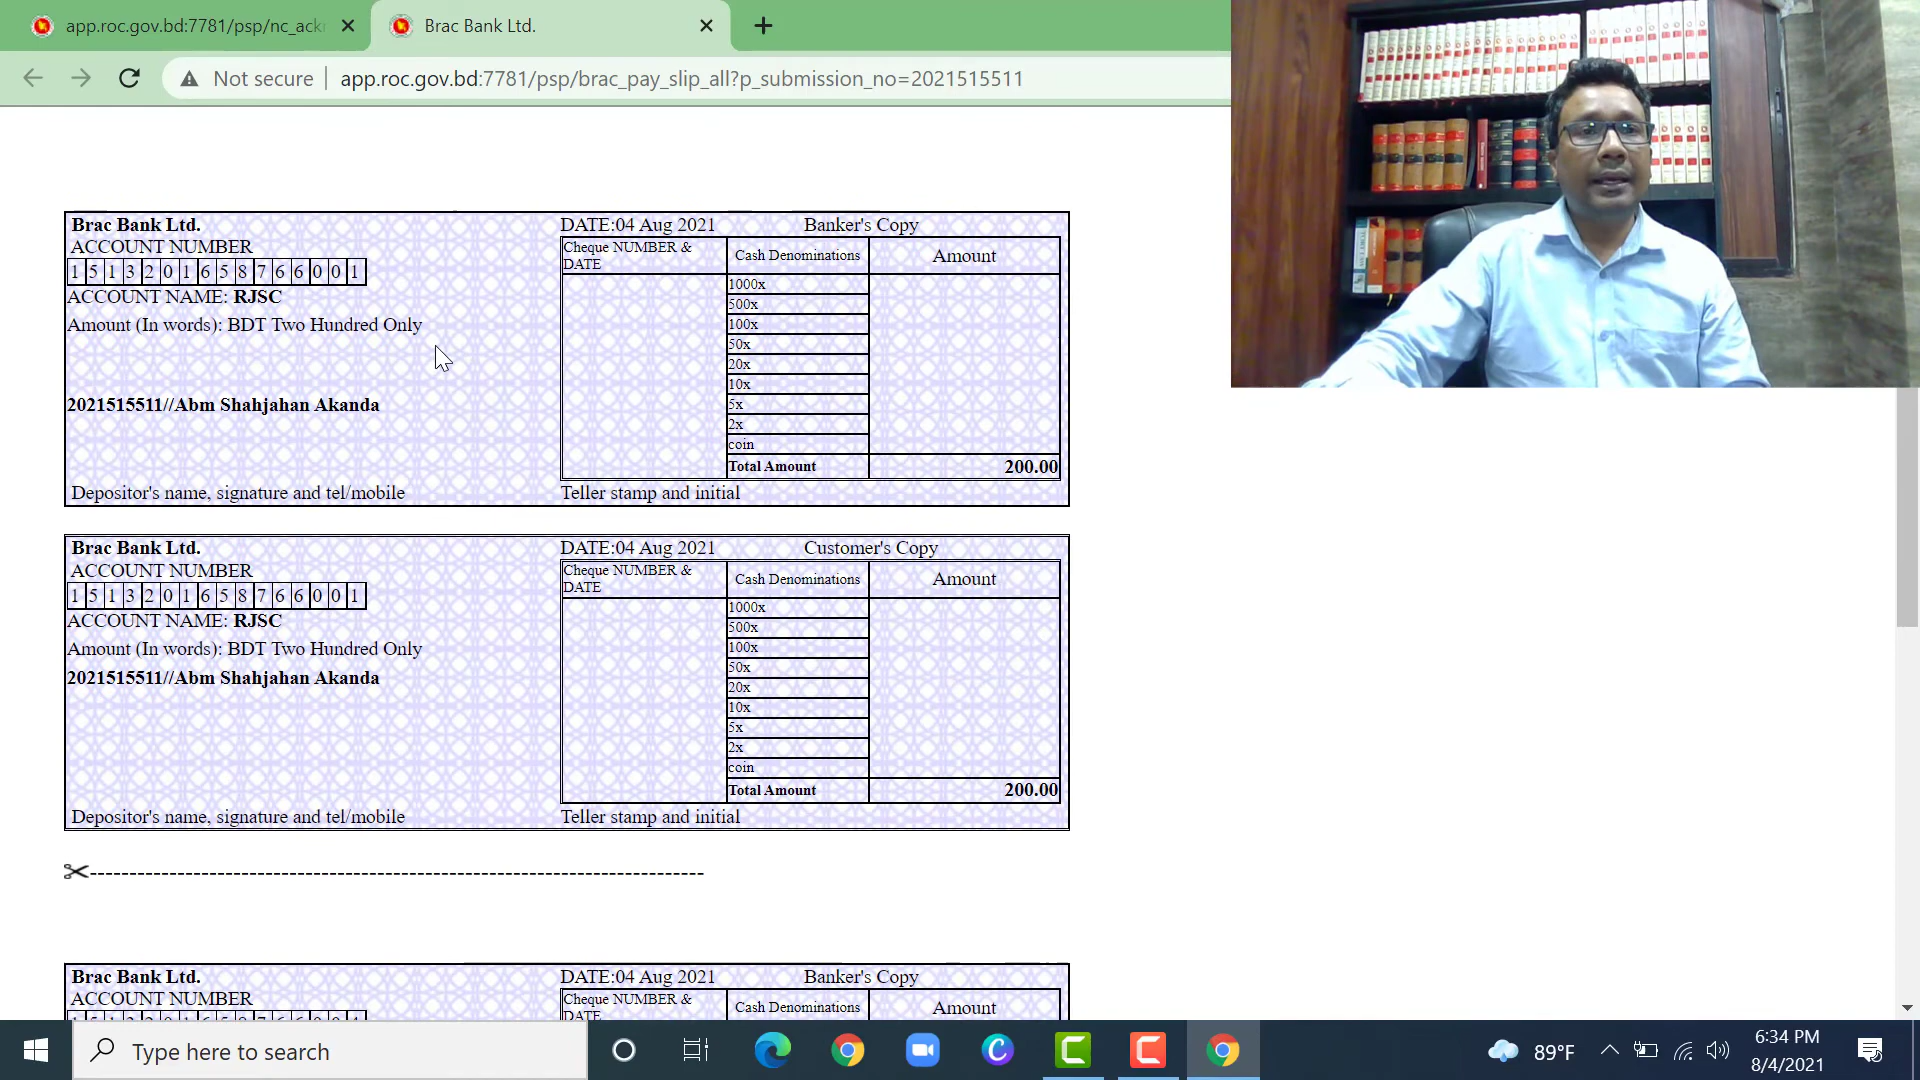 app.roc.gov.bd:7781/psp/nc_ack
Brac Bank Ltd.
Not secure
app.roc.gov.bd:7781/psp/brac_pay_slip_all?p_submission_no=2021515511
Brac Bank Ltd. DATE:04 Aug 2021 Banker's Copy
ACCOUNT NUMBER
Cheque NUMBER & DATE Cash Denominations Amount
1 5 1 3 2 0 1 6 5 8 7 6 6 0 0 1
ACCOUNT NAME: RJSC
Amount (In words): BDT Two Hundred Only
1000x
500x
100x
50x
20x
10x
5x
2x
coin
Total Amount 200.00
2021515511//Abm Shahjahan Akanda
Depositor's name, signature and tel/mobile
Teller stamp and initial
Brac Bank Ltd. DATE:04 Aug 2021 Customer's Copy
ACCOUNT NUMBER
Cheque NUMBER & DATE Cash Denominations Amount
1 5 1 3 2 0 1 6 5 8 7 6 6 0 0 1
ACCOUNT NAME: RJSC
Amount (In words): BDT Two Hundred Only
2021515511//Abm Shahjahan Akanda
1000x
500x
100x
50x
20x
10x
5x
2x
coin
Total Amount 200.00
Depositor's name, signature and tel/mobile
Teller stamp and initial
Brac Bank Ltd. DATE:04 Aug 2021 Banker's Copy
ACCOUNT NUMBER
Cheque NUMBER & DATE Cash Denominations Amount
Type here to search
89°F
6:34 PM
8/4/2021